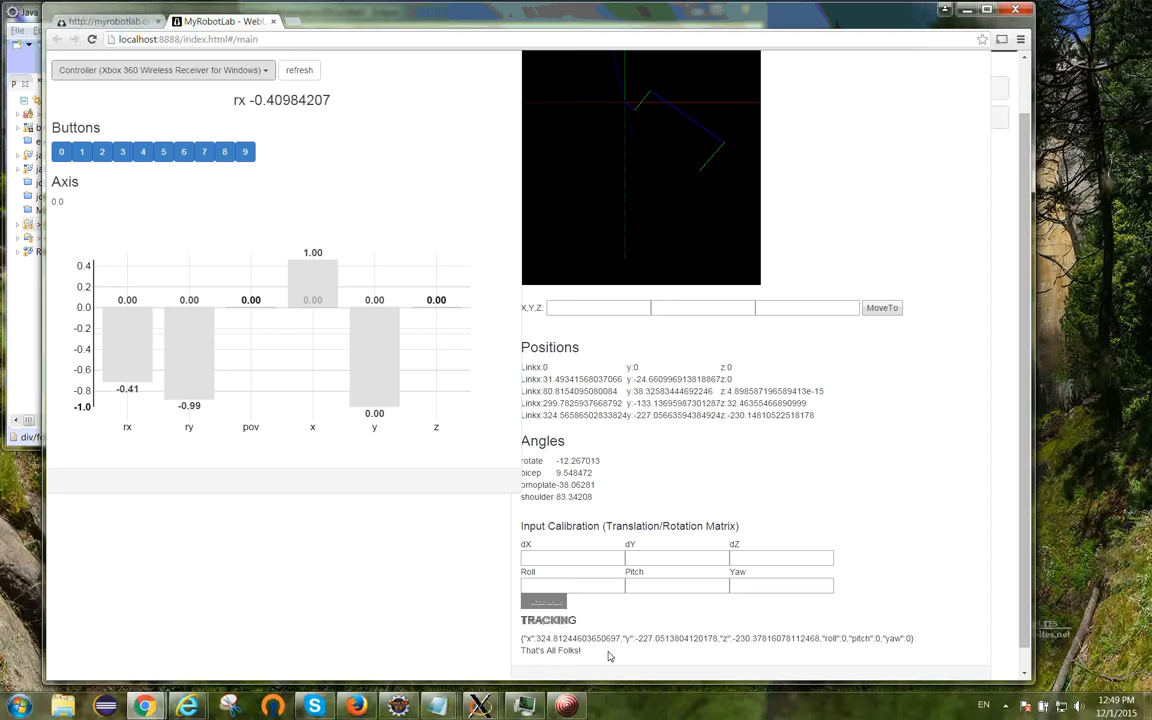 Java
http://myrobotlab.o
MyRobotLab - WebU
File
localhost:8888/index.html#/main
Controller (Xbox 360 Wireless Receiver for Windows)
refresh
rx -0.40984207
Buttons
0 1 2 3 4 5 6 7 8 9
Axis
0.0
1.00
0.4
0.2
0.0
-0.2
-0.4
-0.6
-0.8
-1.0
0.00 0.00 0.00 0.00 0.00 0.00
-0.41
-0.99
0.00
rx ry pov x y z
X,Y,Z:
MoveTo
Positions
Linkx:0 y:0 z:0
Linkx:31.49341568037066 y:-24.660996913818867z:0
Linkx:80.8154095080084 y:38.32583444692246 z:4.898587196589413e-15
Linkx:299.7825937668792 y:-133.13695987301287z:32.46355466890999
Linkx:324.56586502833824y:-227.05663594384924z:-230.14810522518178
Angles
rotate -12.267013
bicep 9.548472
omoplate-38.06281
shoulder 83.34208
Input Calibration (Translation/Rotation Matrix)
dX dY dZ
Roll Pitch Yaw
TRACKING
{"x":324.81244603650697,"y":-227.0513804120178,"z":-230.37816078112468,"roll":0,"pitch":0,"yaw":0}
That's All Folks!
div/fo
EN
12:49 PM
12/1/2015